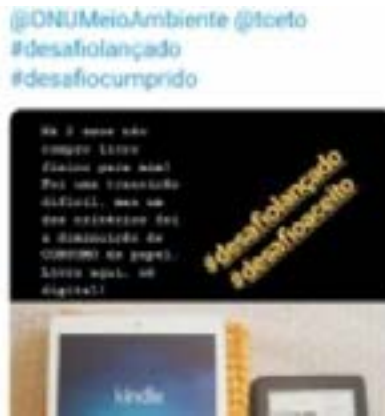 @ONUMeioAmbiente @tceto
#desafiolançado
#desafiocumprido
Há 2 anos não
compro livro
físico para mim!
Foi uma transição
difícil, mas um
dos critérios foi
a diminuição de
CONSUMO de papel.
Livro aqui, só
digital!
#desafiolançado
#desafioaceito
kindle